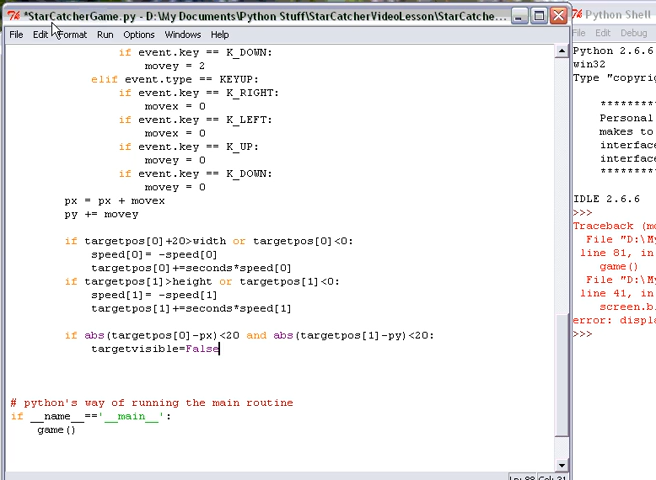 *StarCatcherGame.py - D:\My Documents\Python Stuff\StarCatcherVideoLesson\StarCatche...
File Edit Format Run Options Windows Help
if event.key == K_DOWN:
movey = 2
elif event.type == KEYUP:
if event.key == K_RIGHT:
movex = 0
if event.key == K_LEFT:
movex = 0
if event.key == K_UP:
movey = 0
if event.key == K_DOWN:
movey = 0
px = px + movex
py += movey
if targetpos[0]+20>width or targetpos[0]<0:
speed[0]= -speed[0]
targetpos[0]+=seconds*speed[0]
if targetpos[1]>height or targetpos[1]<0:
speed[1]= -speed[1]
targetpos[1]+=seconds*speed[1]
if abs(targetpos[0]-px)<20 and abs(targetpos[1]-py)<20:
targetvisible=False
# python's way of running the main routine
if __name__=='__main__':
game()
Python Shell
File Edit Debug
Python 2.6.6
win32
Type "copyrig
*********
Personal
makes to
interfac
interfac
*********
IDLE 2.6.6
>>>
Traceback (mo
File "D:\M
line 81, in
game()
File "D:\M
line 41, in
screen.b
error: displa
>>>